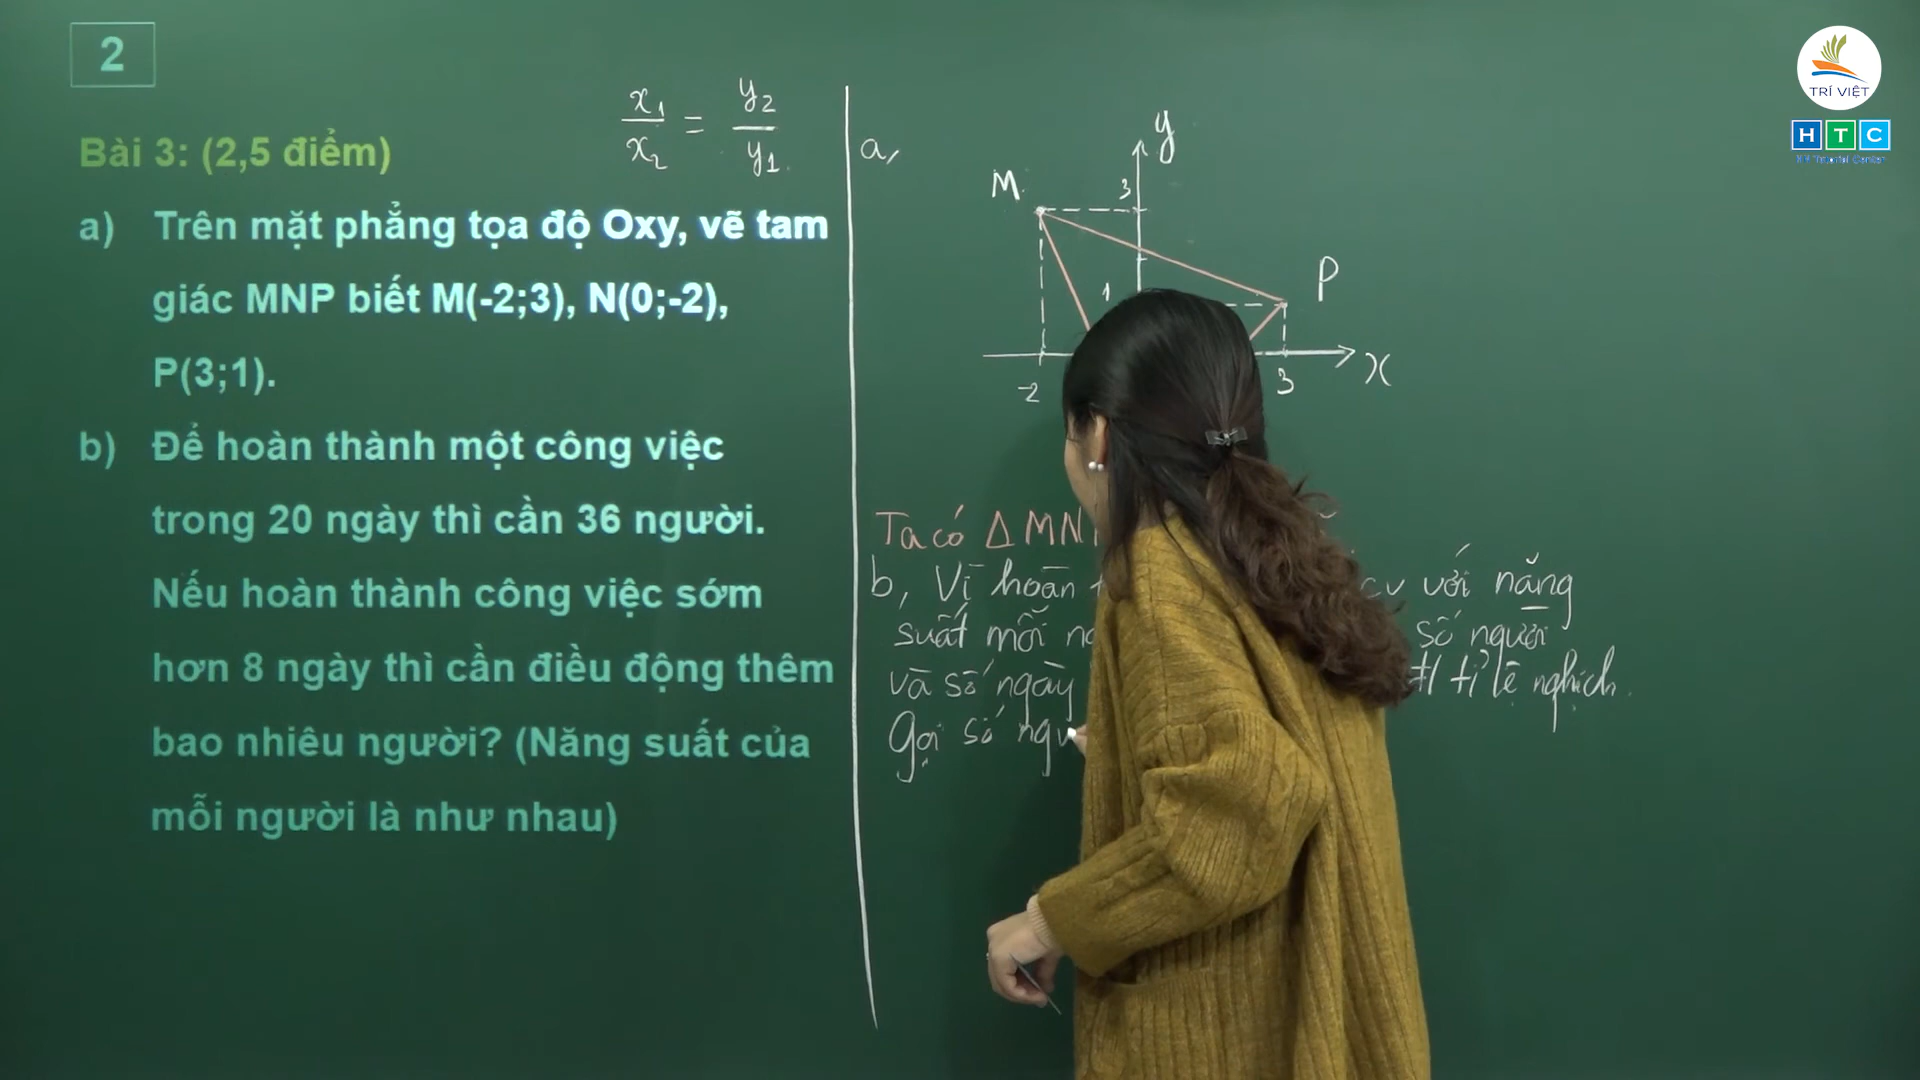 2
Bài 3: (2,5 điểm)
a) Trên mặt phẳng tọa độ Oxy, vẽ tam
giác MNP biết M(-2;3), N(0;-2),
P(3;1).
b) Để hoàn thành một công việc
trong 20 ngày thì cần 36 người.
Nếu hoàn thành công việc sớm
hơn 8 ngày thì cần điều động thêm
bao nhiêu người? (Năng suất của
mỗi người là như nhau)
x₁/x₂ = y₂/y₁
a,
y
M
3
P
1
x
-2
3
Ta có Δ MN
b, Vì hoàn
cv với năng
suất mỗi
số người
và số ngày
tỉ lệ nghịch.
Gọi số
TRÍ VIỆT
HTC